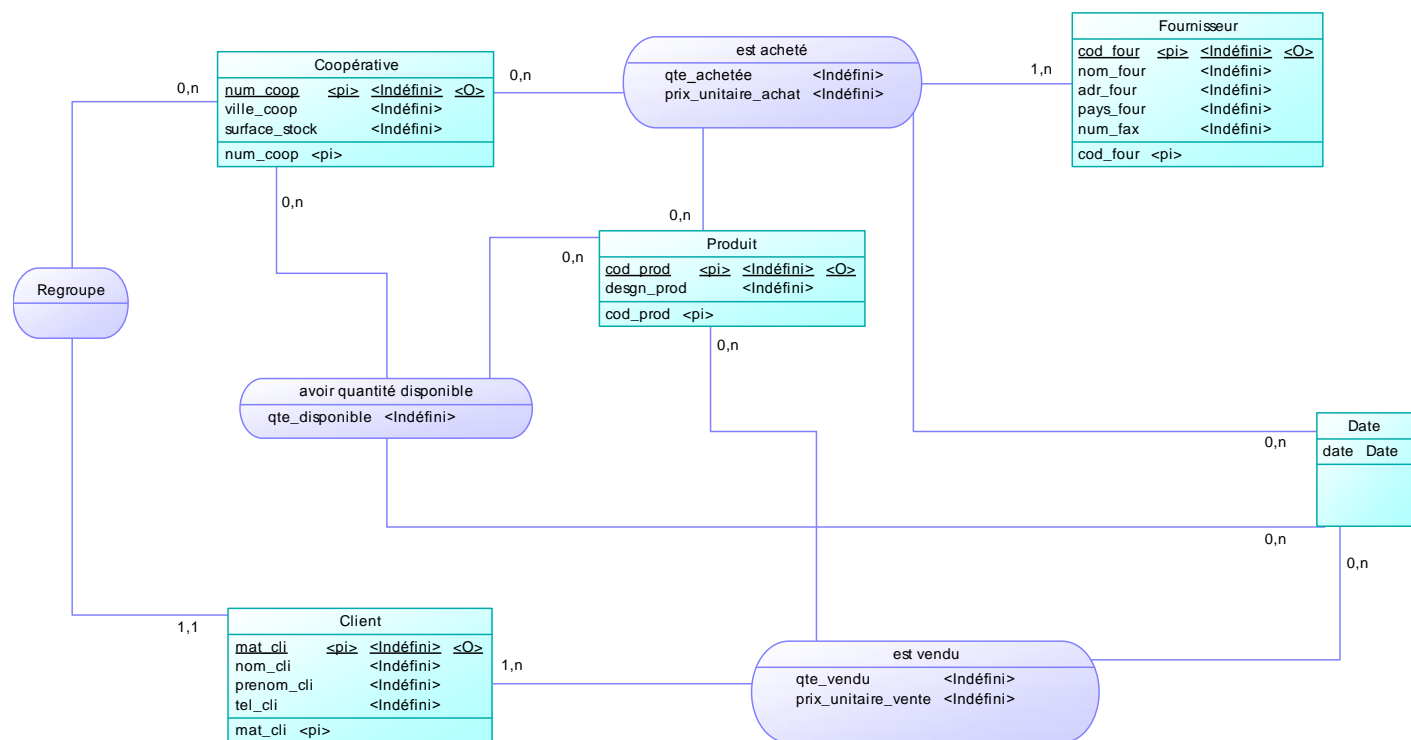 Coopérative
num_coop <pi> <Indéfini> <O>
ville_coop <Indéfini>
surface_stock <Indéfini>
num_coop <pi>
0,n
0,n
0,n
est acheté
qte_achetée <Indéfini>
prix_unitaire_achat <Indéfini>
1,n
Fournisseur
cod_four <pi> <Indéfini> <O>
nom_four <Indéfini>
adr_four <Indéfini>
pays_four <Indéfini>
num_fax <Indéfini>
cod_four <pi>
0,n
0,n
Produit
cod_prod <pi> <Indéfini> <O>
desgn_prod <Indéfini>
cod_prod <pi>
0,n
Regroupe
avoir quantité disponible
qte_disponible <Indéfini>
0,n
Date
date Date
0,n
0,n
1,1
Client
mat_cli <pi> <Indéfini> <O>
nom_cli <Indéfini>
prenom_cli <Indéfini>
tel_cli <Indéfini>
mat_cli <pi>
1,n
est vendu
qte_vendu <Indéfini>
prix_unitaire_vente <Indéfini>